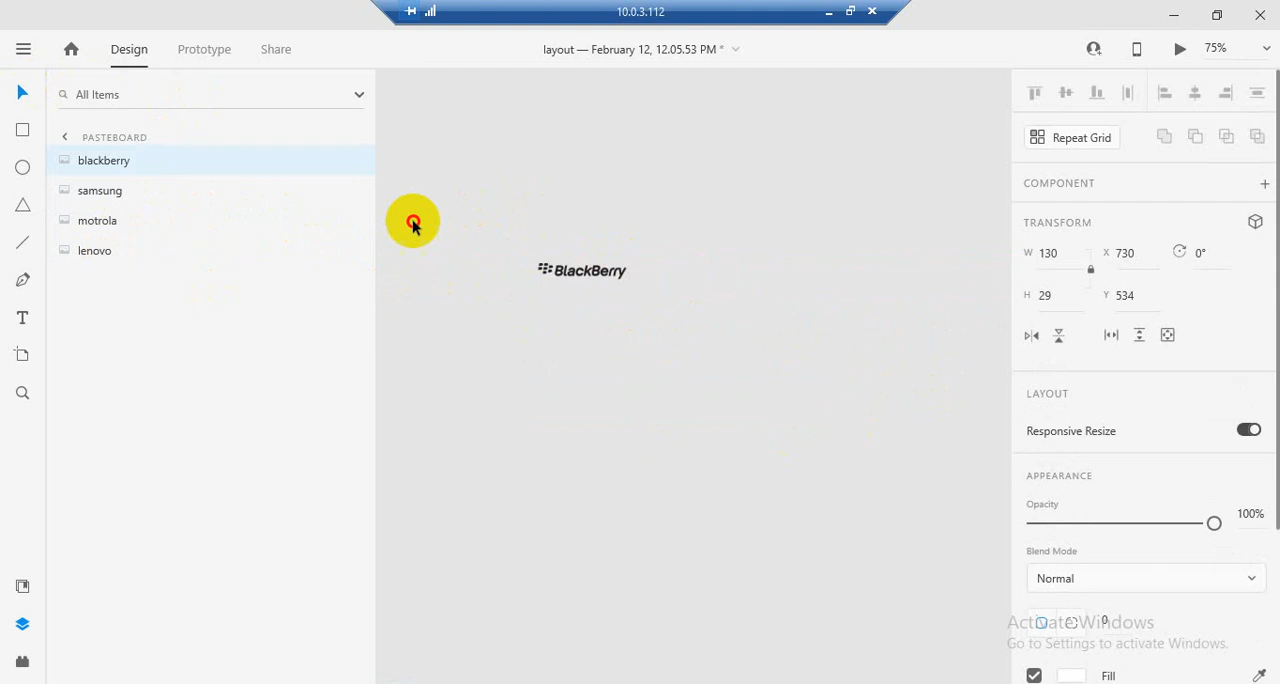 10.0.3.112
Design Prototype Share
layout — February 12, 12.05.53 PM *
75%
All Items
PASTEBOARD
blackberry
samsung
motrola
lenovo
BlackBerry
Repeat Grid
COMPONENT
TRANSFORM
W 130 X 730 0°
H 29 Y 534
LAYOUT
Responsive Resize
APPEARANCE
Opacity
100%
Blend Mode
Normal
0
Activate Windows
Go to Settings to activate Windows.
Fill